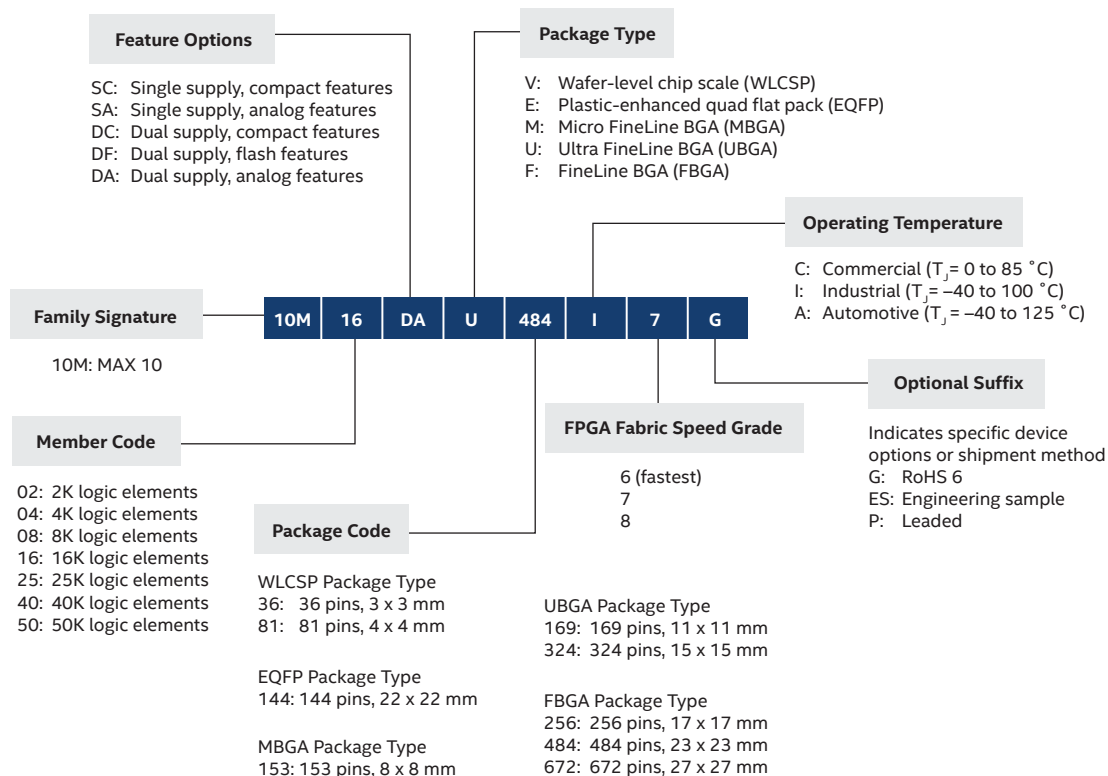 Feature Options
SC: Single supply, compact features
SA: Single supply, analog features
DC: Dual supply, compact features
DF: Dual supply, flash features
DA: Dual supply, analog features
Package Type
V: Wafer-level chip scale (WLCSP)
E: Plastic-enhanced quad flat pack (EQFP)
M: Micro FineLine BGA (MBGA)
U: Ultra FineLine BGA (UBGA)
F: FineLine BGA (FBGA)
Operating Temperature
C: Commercial (TJ= 0 to 85 ˚C)
I: Industrial (TJ= –40 to 100 ˚C)
A: Automotive (TJ = –40 to 125 ˚C)
Family Signature
10M: MAX 10
10M 16 DA U 484 I 7 G
Member Code
02: 2K logic elements
04: 4K logic elements
08: 8K logic elements
16: 16K logic elements
25: 25K logic elements
40: 40K logic elements
50: 50K logic elements
Package Code
WLCSP Package Type
36: 36 pins, 3 x 3 mm
81: 81 pins, 4 x 4 mm
EQFP Package Type
144: 144 pins, 22 x 22 mm
MBGA Package Type
153: 153 pins, 8 x 8 mm
UBGA Package Type
169: 169 pins, 11 x 11 mm
324: 324 pins, 15 x 15 mm
FBGA Package Type
256: 256 pins, 17 x 17 mm
484: 484 pins, 23 x 23 mm
672: 672 pins, 27 x 27 mm
FPGA Fabric Speed Grade
6 (fastest)
7
8
Optional Suffix
Indicates specific device
options or shipment method
G: RoHS 6
ES: Engineering sample
P: Leaded